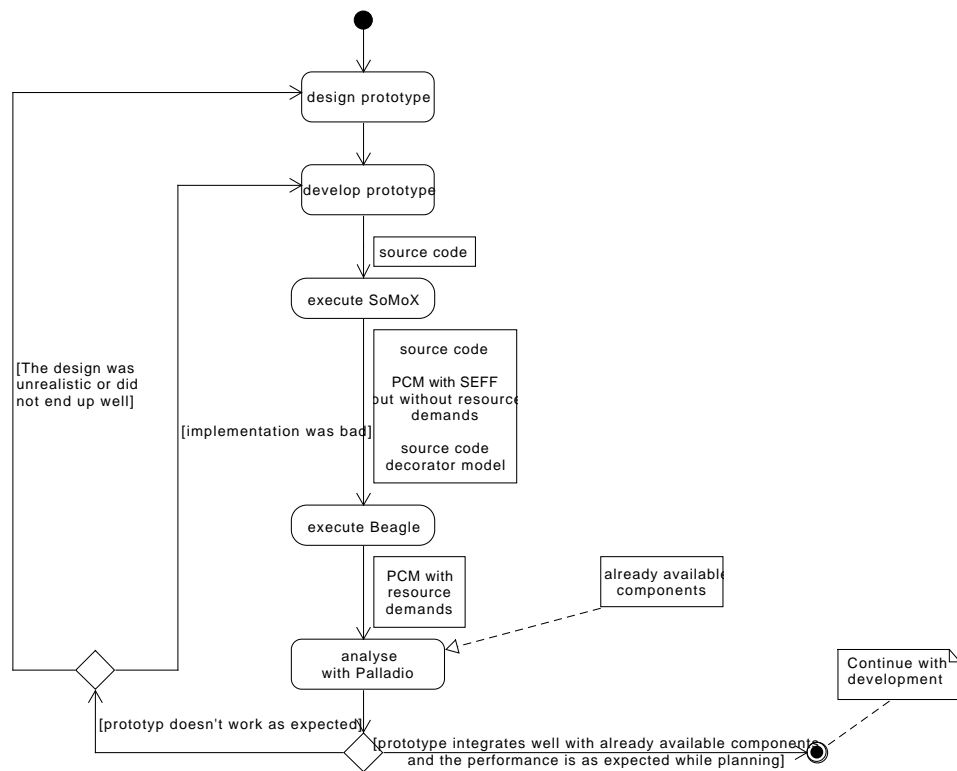 design prototype
develop prototype
source code
execute SoMoX
source code
PCM with SEFF
but without resource
demands
source code
decorator model
[The design was
unrealistic or did
not end up well]
[implementation was bad]
execute Beagle
PCM with
resource
demands
already available
components
analyse
with Palladio
Continue with
development
[prototyp doesn't work as expected]
[prototype integrates well with already available components
and the performance is as expected while planning]